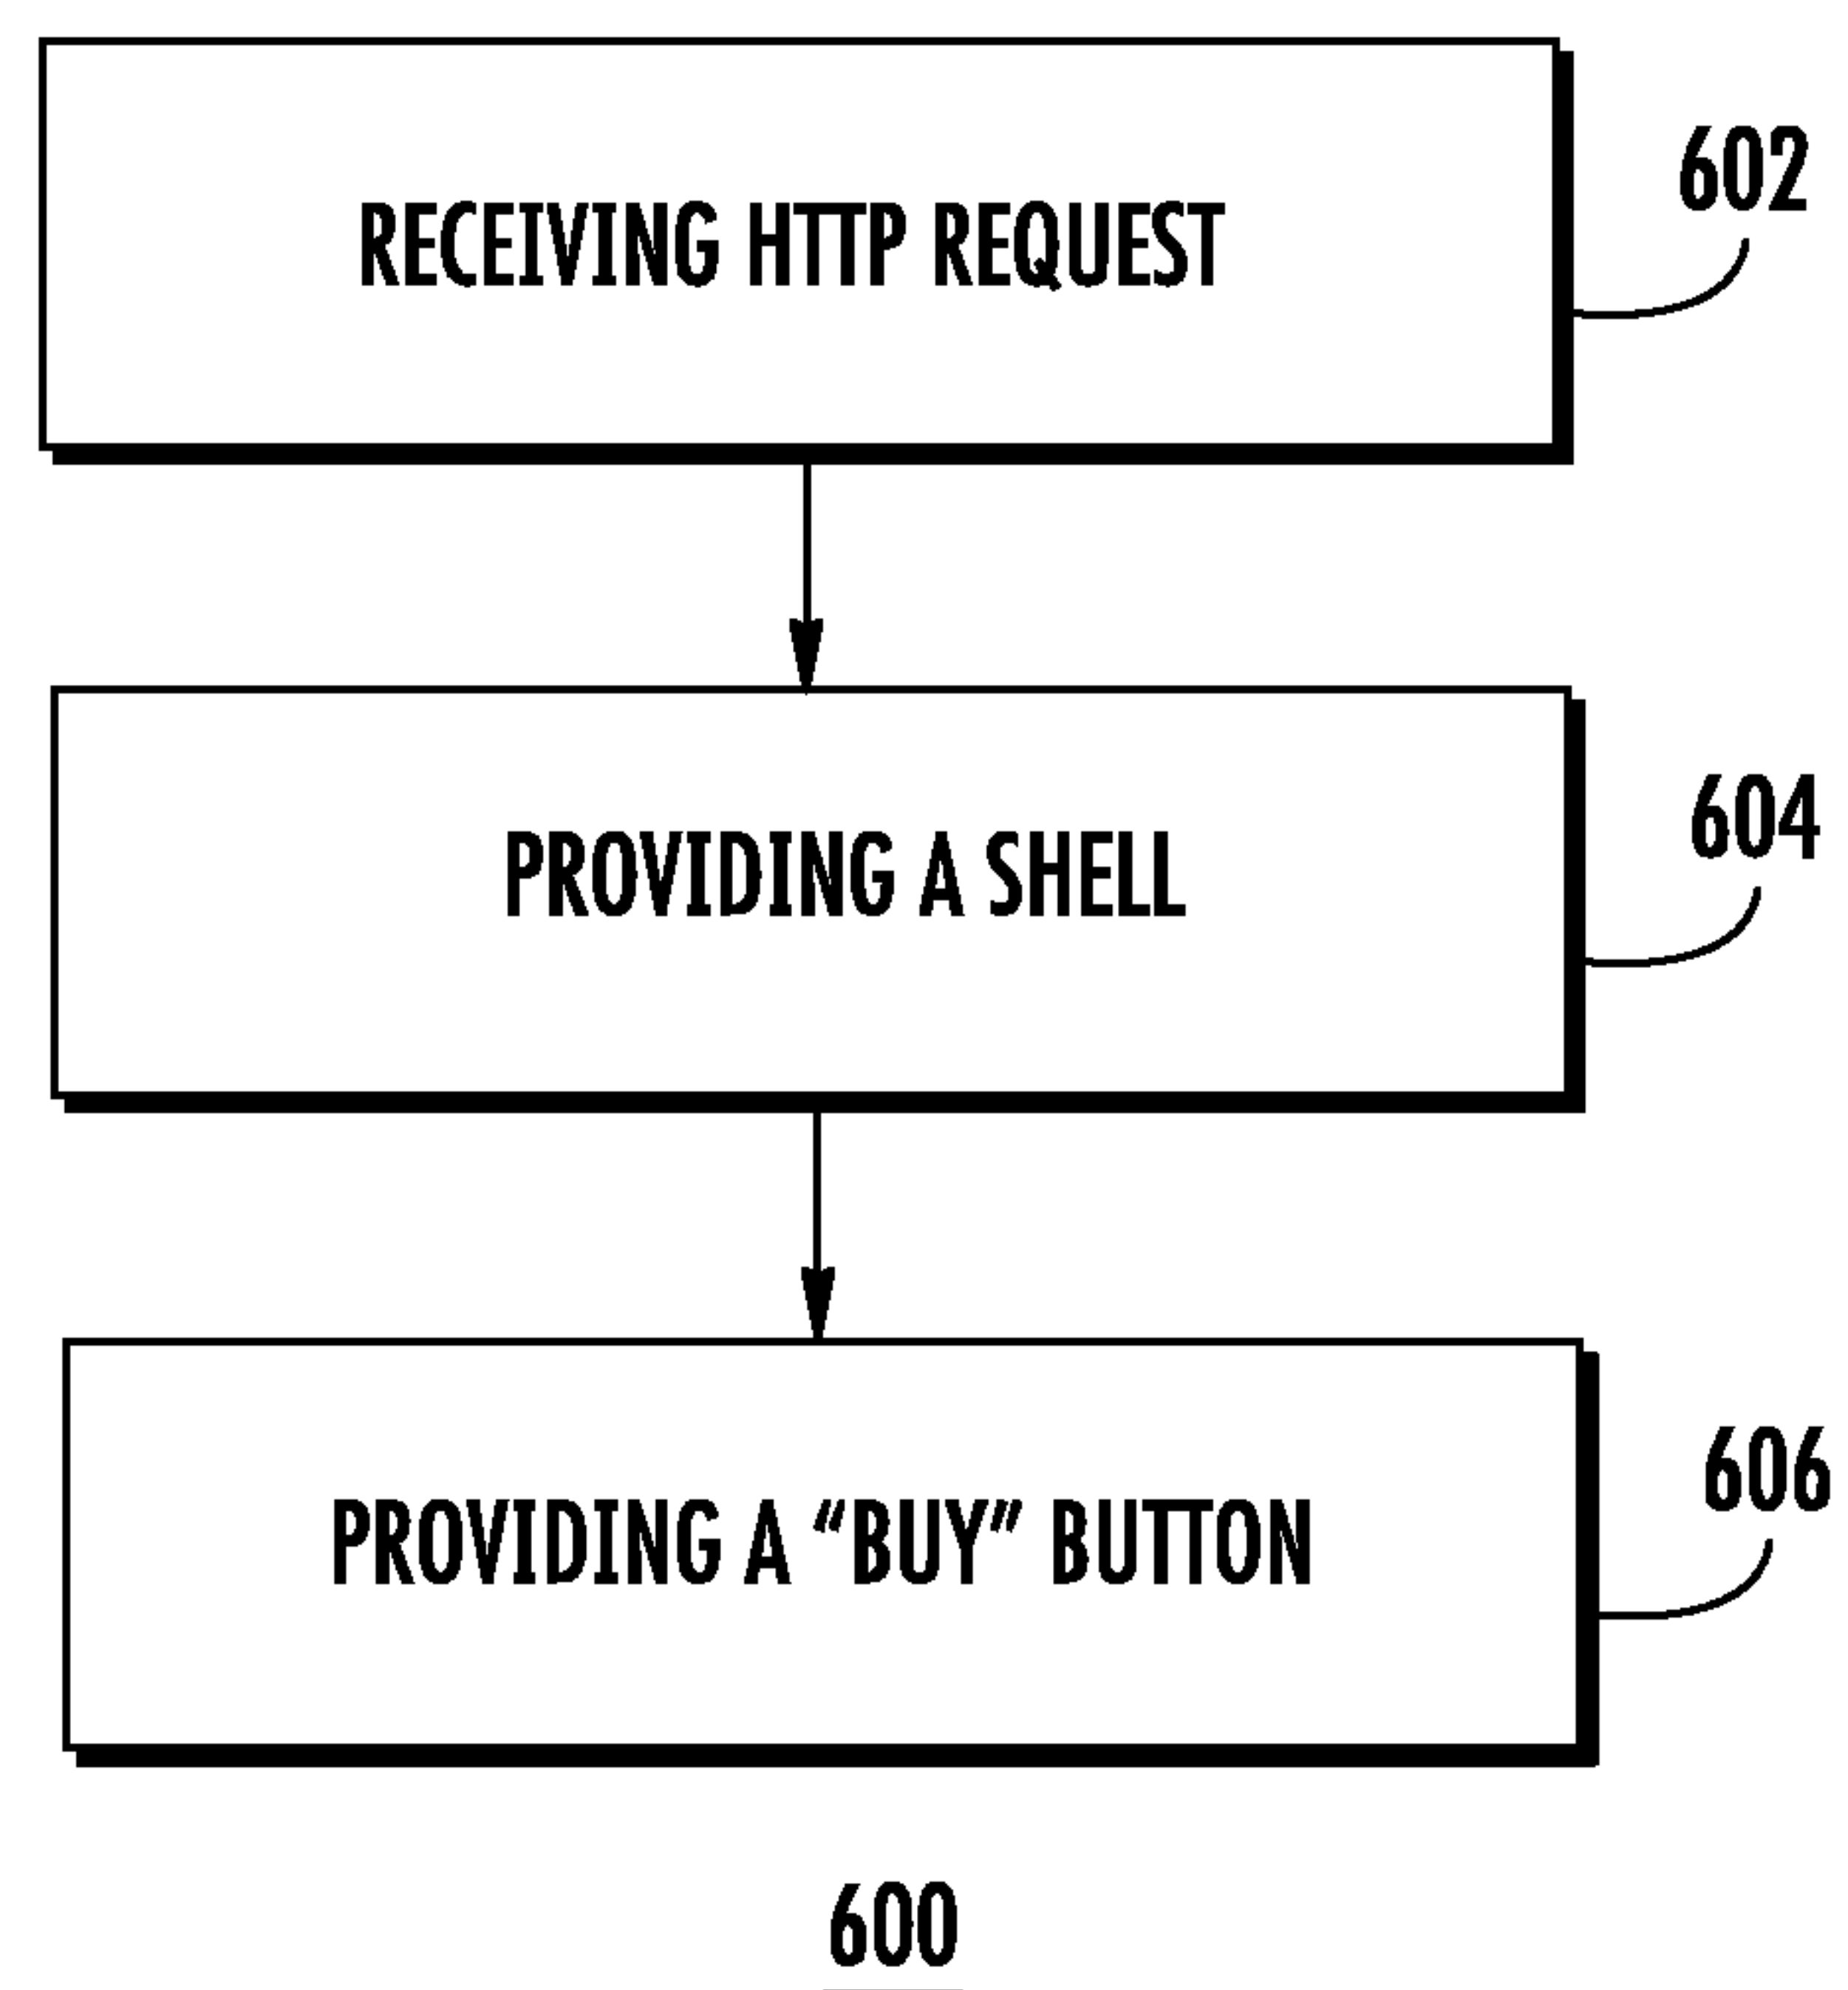 RECEIVING HTTP REQUEST
602
PROVIDING A SHELL
604
PROVIDING A “BUY” BUTTON
606
600